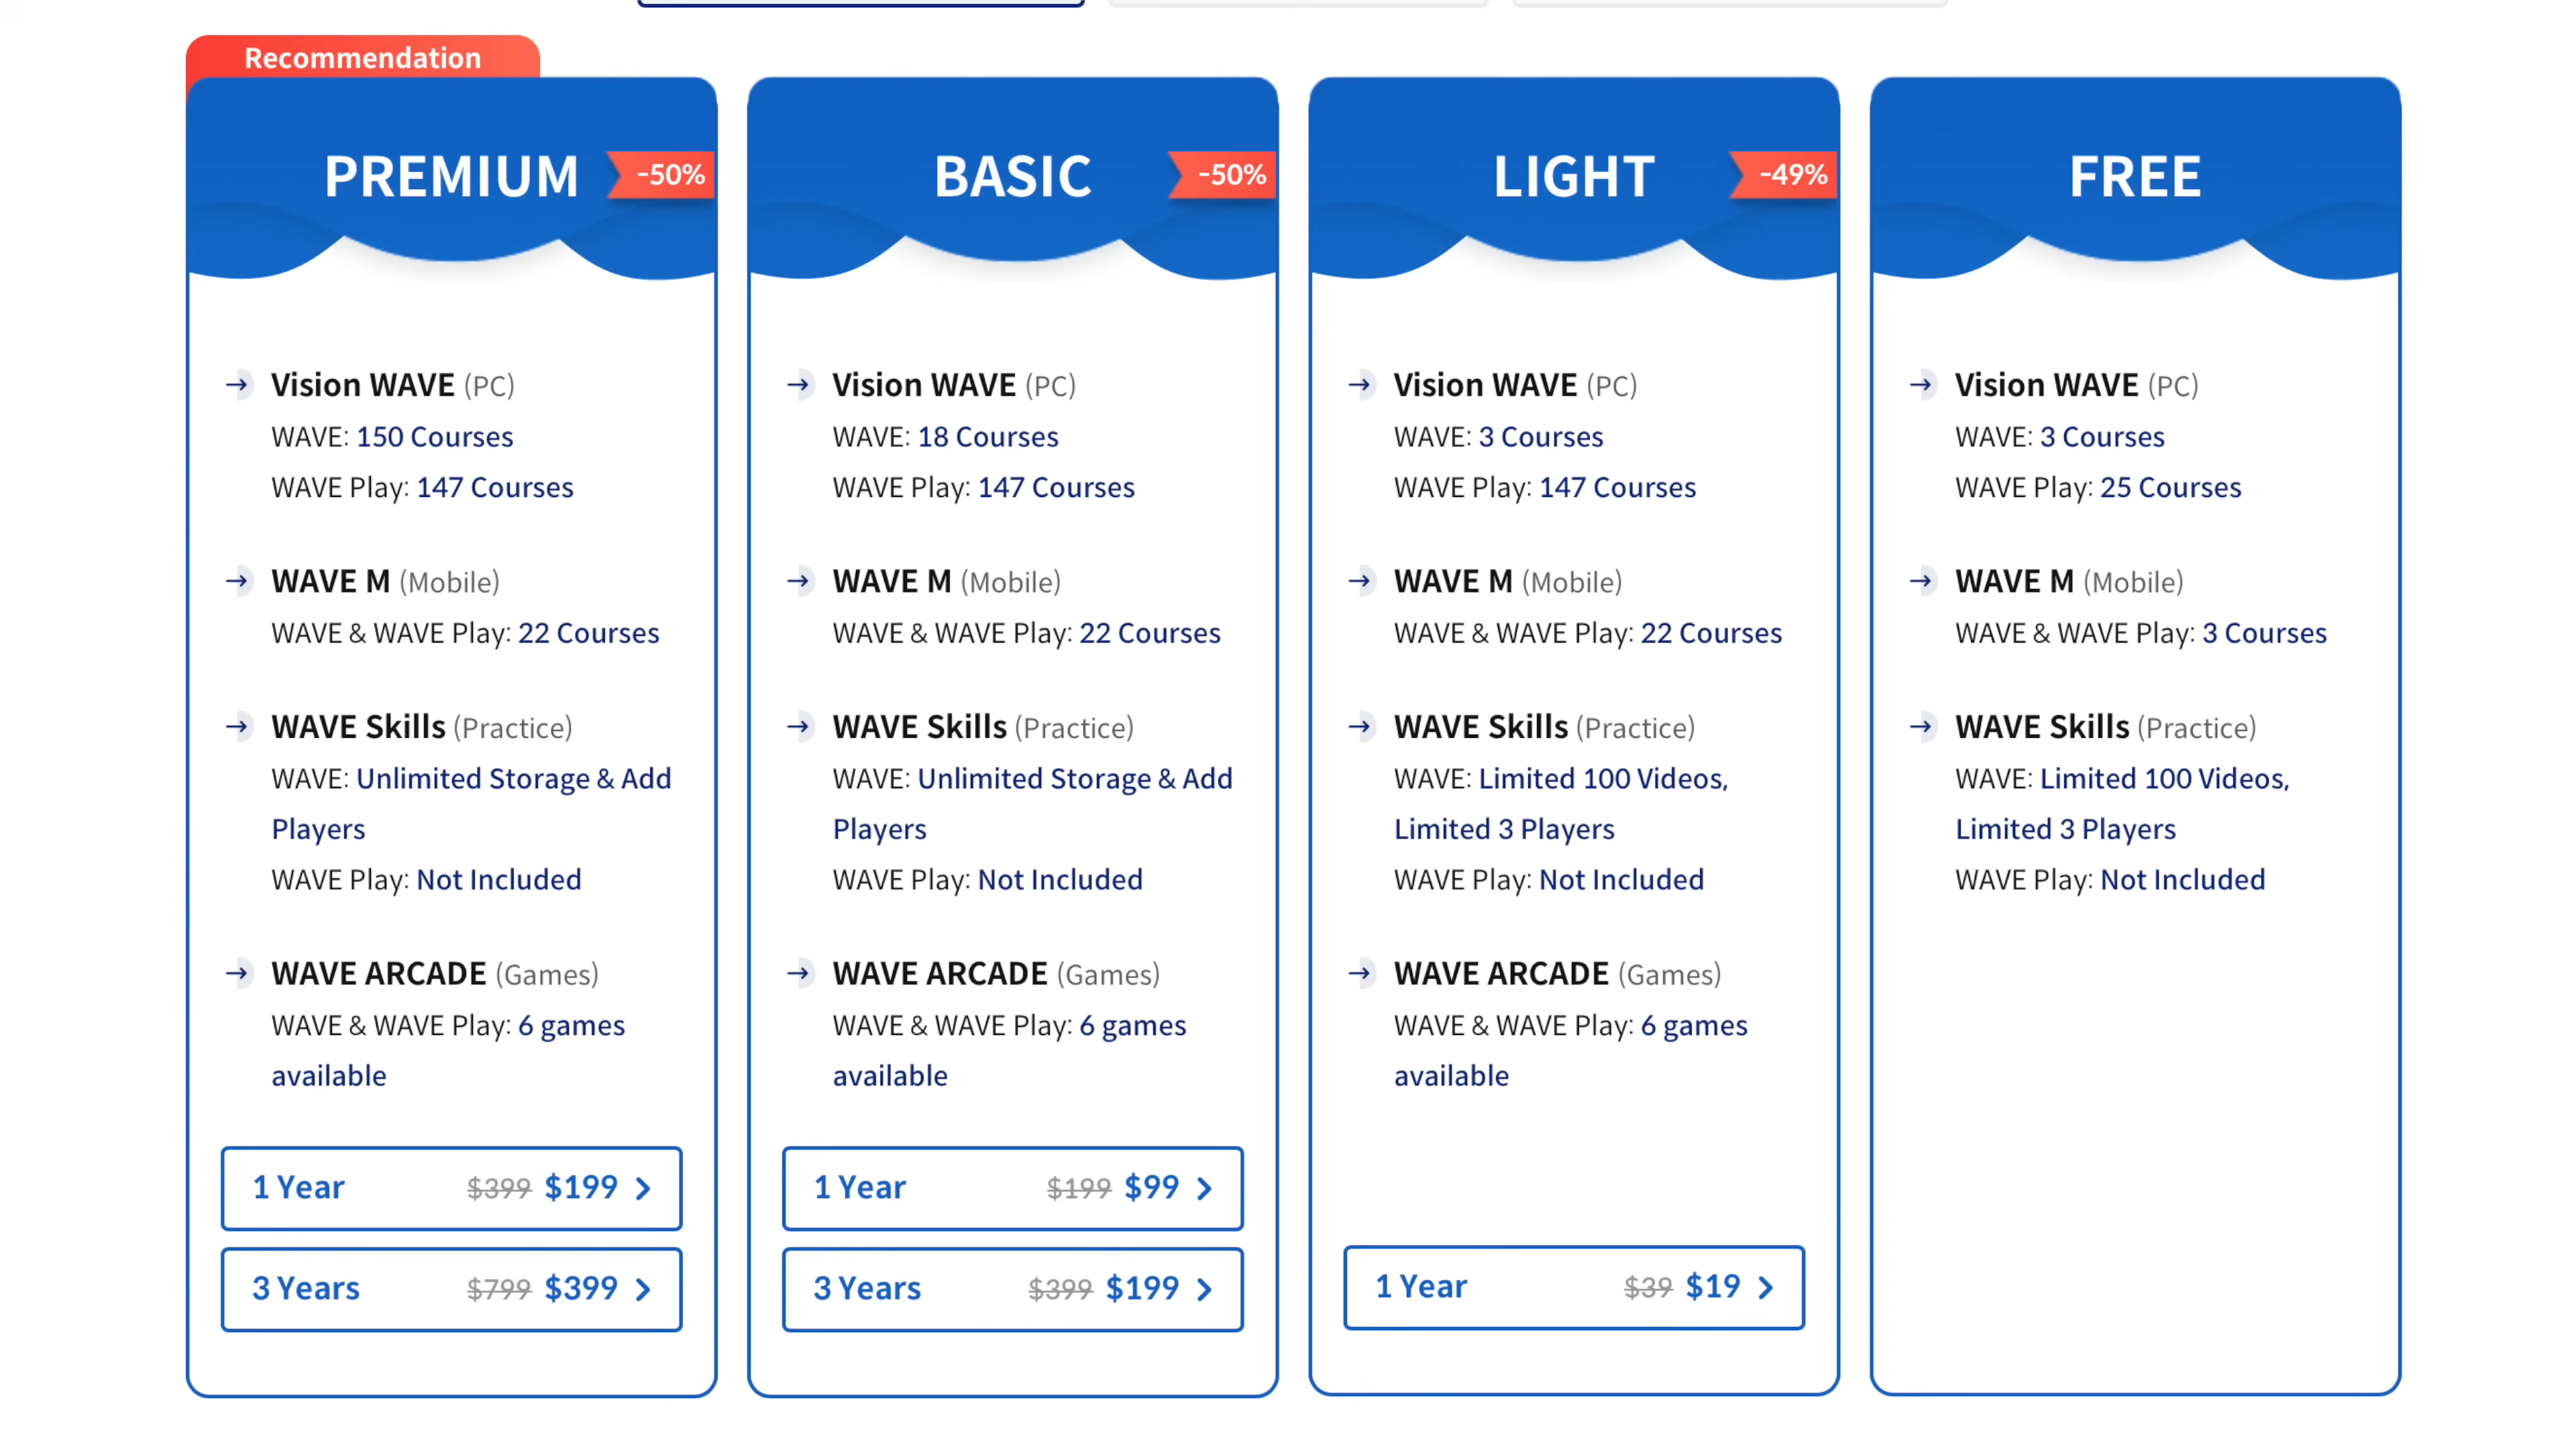 Recommendation
PREMIUM
-50%
Vision WAVE (PC)
WAVE: 150 Courses
WAVE Play: 147 Courses
WAVE M (Mobile)
WAVE & WAVE Play: 22 Courses
WAVE Skills (Practice)
WAVE: Unlimited Storage & Add
Players
WAVE Play: Not Included
WAVE ARCADE (Games)
WAVE & WAVE Play: 6 games
available
1 Year $399 $199
3 Years $799 $399
BASIC
-50%
Vision WAVE (PC)
WAVE: 18 Courses
WAVE Play: 147 Courses
WAVE M (Mobile)
WAVE & WAVE Play: 22 Courses
WAVE Skills (Practice)
WAVE: Unlimited Storage & Add
Players
WAVE Play: Not Included
WAVE ARCADE (Games)
WAVE & WAVE Play: 6 games
available
1 Year $199 $99
3 Years $399 $199
LIGHT
-49%
Vision WAVE (PC)
WAVE: 3 Courses
WAVE Play: 147 Courses
WAVE M (Mobile)
WAVE & WAVE Play: 22 Courses
WAVE Skills (Practice)
WAVE: Limited 100 Videos,
Limited 3 Players
WAVE Play: Not Included
WAVE ARCADE (Games)
WAVE & WAVE Play: 6 games
available
1 Year $39 $19
FREE
Vision WAVE (PC)
WAVE: 3 Courses
WAVE Play: 25 Courses
WAVE M (Mobile)
WAVE & WAVE Play: 3 Courses
WAVE Skills (Practice)
WAVE: Limited 100 Videos,
Limited 3 Players
WAVE Play: Not Included